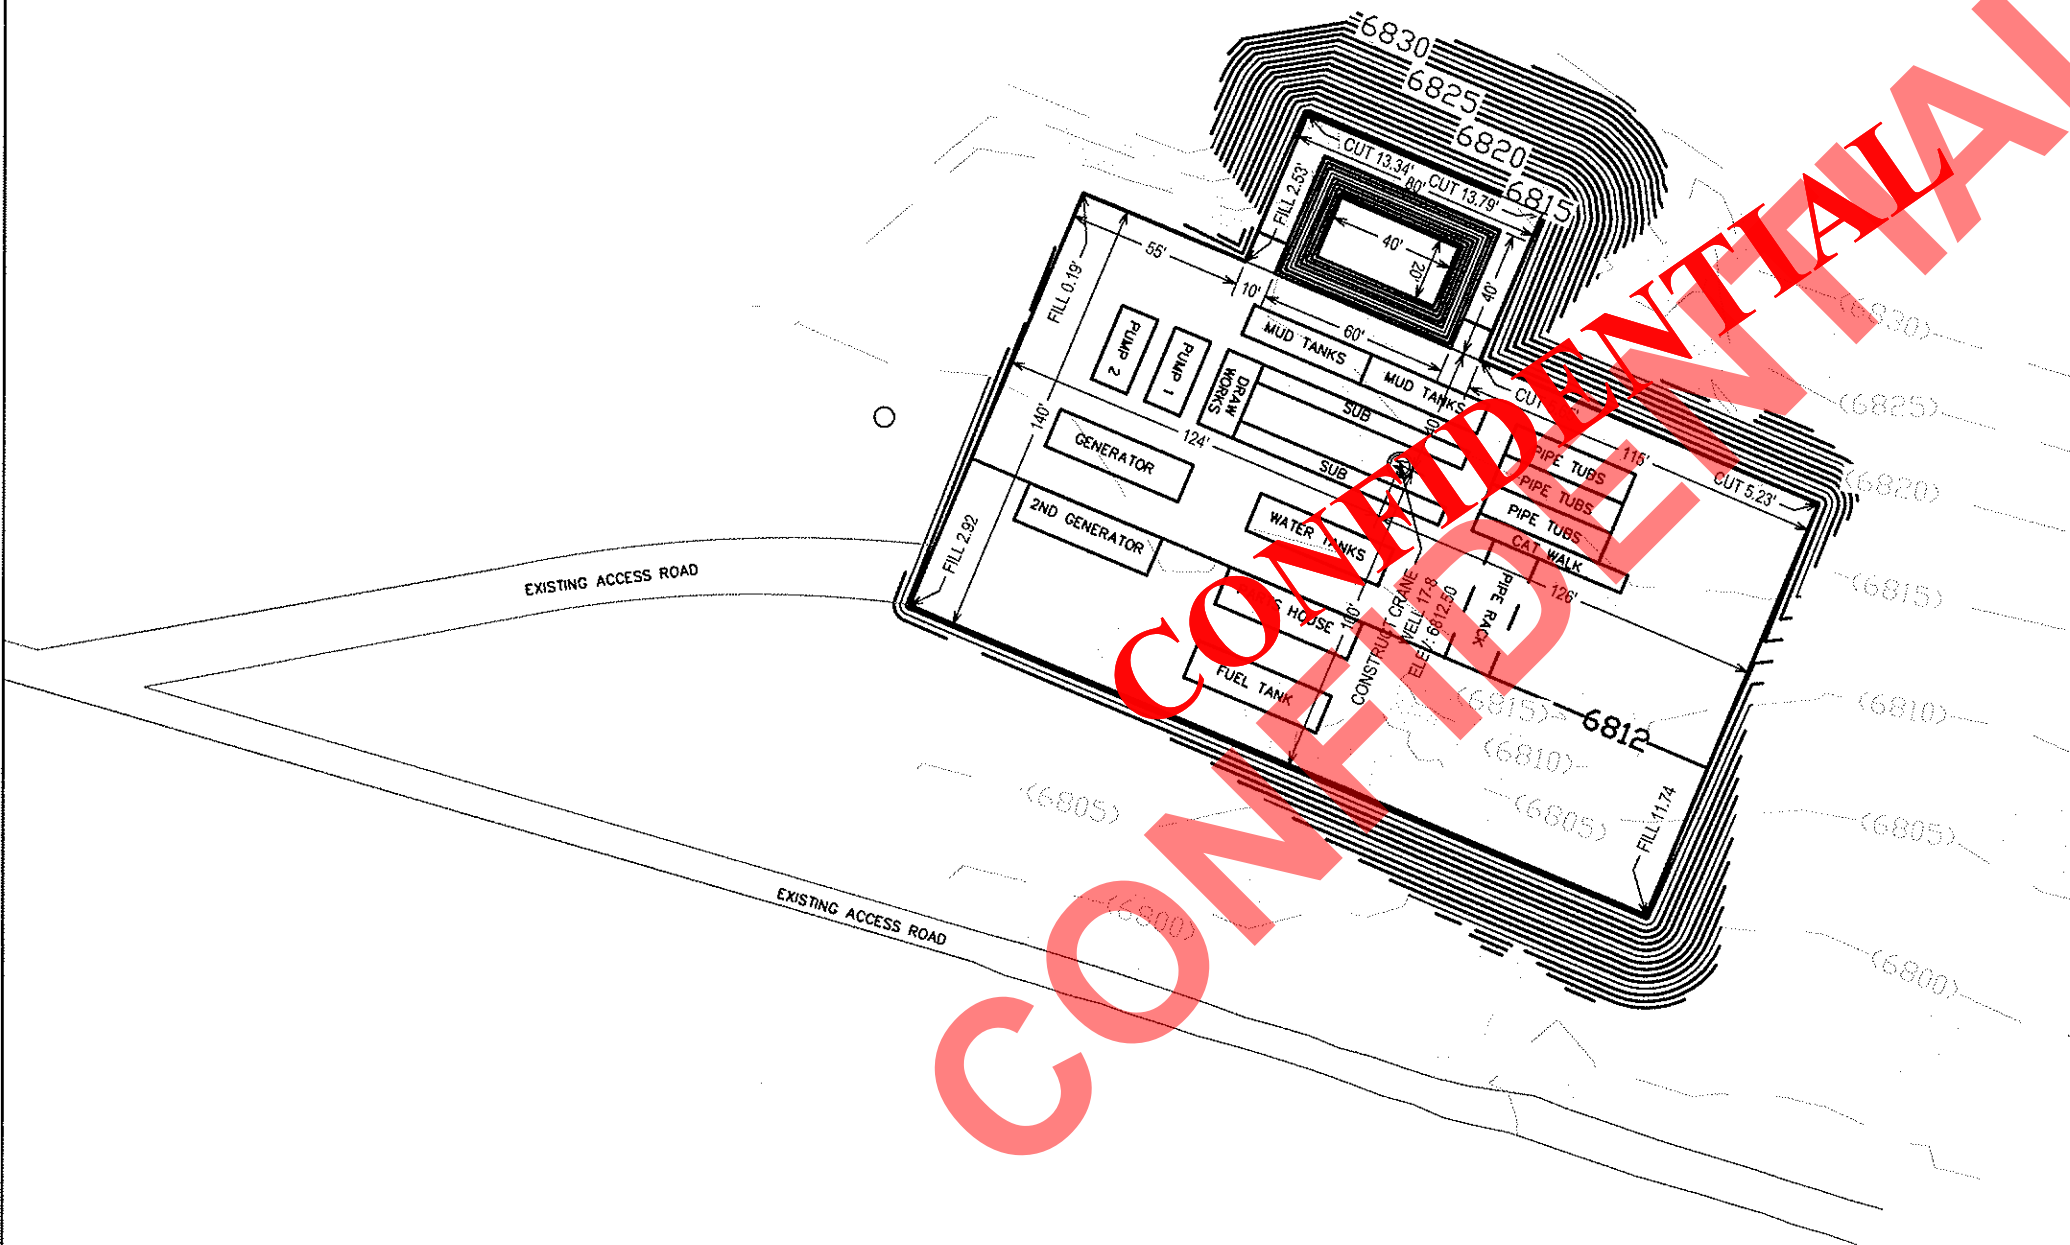 6830
6825
6820
6815
CUT 13.34'
80'
CUT 13.79'
FILL 2.53'
40'
20'
40'
55'
10'
60'
FILL 0.19'
140'
124'
PUMP 2
PUMP 1
DRAW
WORKS
MUD TANKS
MUD TANKS
SUB
SUB
40'
CUT
115'
CUT 5.23'
PIPE TUBS
PIPE TUBS
PIPE TUBS
CAT WALK
PIPE RACK
126'
GENERATOR
2ND GENERATOR
WATER TANKS
HOUSE
FUEL TANK
100'
CONSTRUCT CRANE
WELL 17-8
ELEV: 6812.50
FILL 2.92
FILL 11.74
6812
EXISTING ACCESS ROAD
EXISTING ACCESS ROAD
(6830)
(6825)
(6820)
(6815)
(6810)
(6805)
(6800)
(6815)
(6810)
(6805)
(6805)
(6800)
CONFIDENTIAL
CONFIDENTIAL